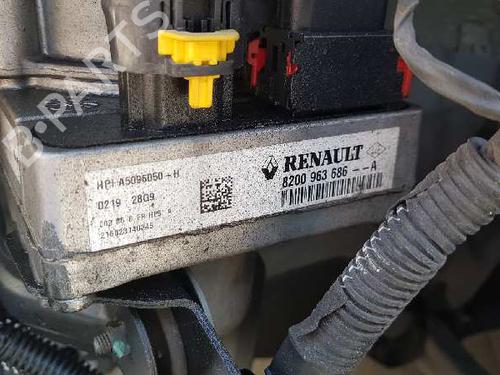 B-PARTS
HPI A5096050 - H
0219 2809
RENAULT
8200 963 686 -- A